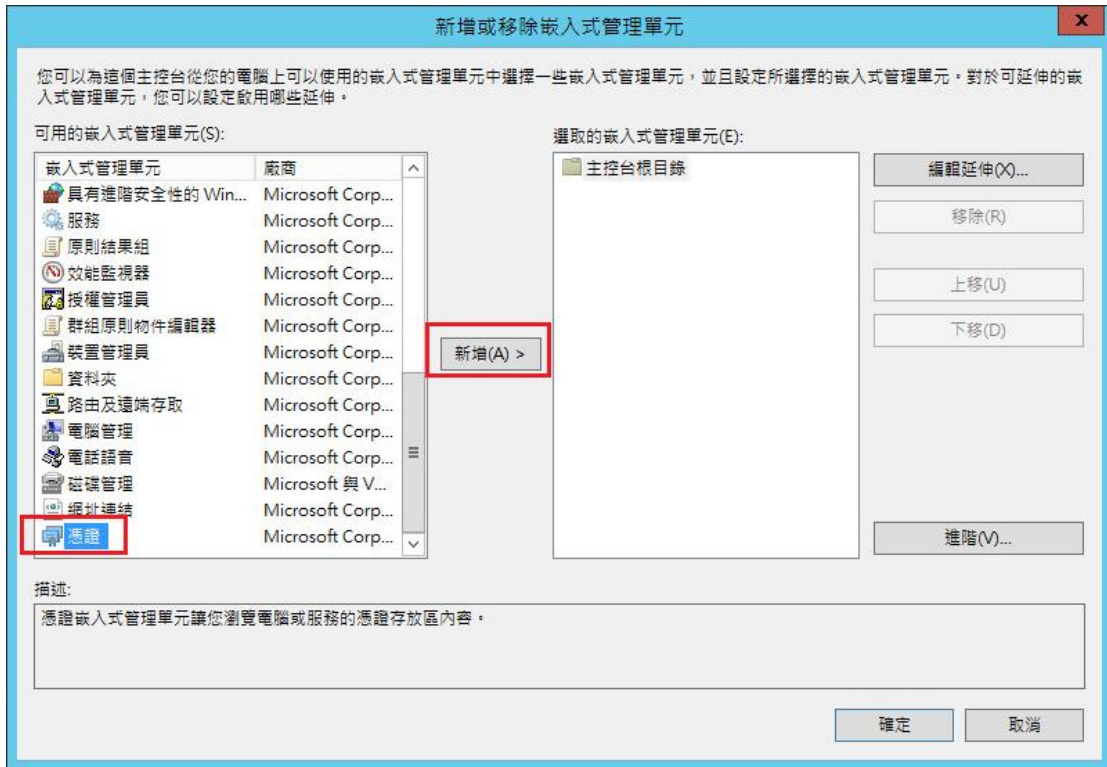 新增或移除嵌入式管理單元
x
您可以為這個主控台從您的電腦上可以使用的嵌入式管理單元中選擇一些嵌入式管理單元，並且設定所選擇的嵌入式管理單元。對於可延伸的嵌
入式管理單元，您可以設定啟用哪些延伸。
可用的嵌入式管理單元(S):
嵌入式管理單元 廠商
具有進階安全性的 Win... Microsoft Corp...
服務 Microsoft Corp...
原則結果組 Microsoft Corp...
效能監視器 Microsoft Corp...
授權管理員 Microsoft Corp...
群組原則物件編輯器 Microsoft Corp...
裝置管理員 Microsoft Corp...
資料夾 Microsoft Corp...
路由及遠端存取 Microsoft Corp...
電腦管理 Microsoft Corp...
電話語音 Microsoft Corp...
磁碟管理 Microsoft 與 V...
網址連結 Microsoft Corp...
憑證 Microsoft Corp...
新增(A) >
選取的嵌入式管理單元(E):
主控台根目錄
編輯延伸(X)...
移除(R)
上移(U)
下移(D)
進階(V)...
描述:
憑證嵌入式管理單元讓您瀏覽電腦或服務的憑證存放區內容。
確定
取消